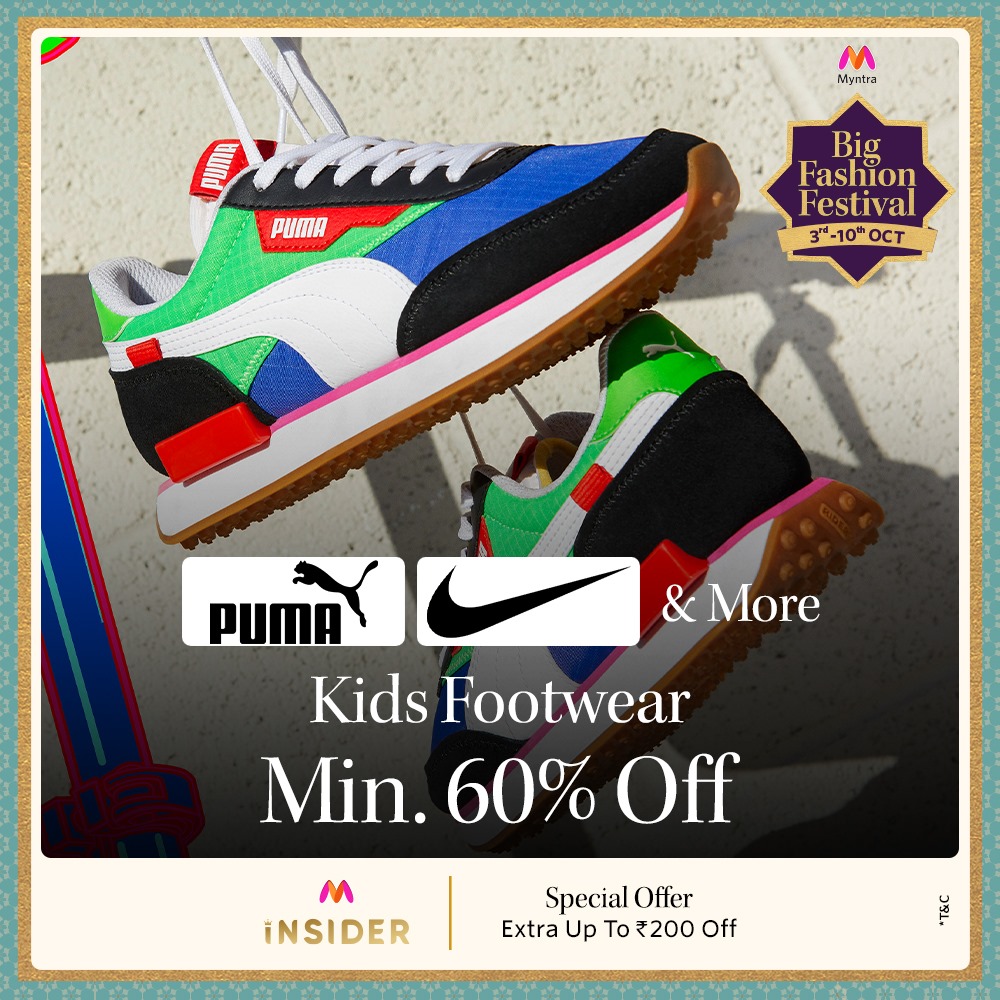 Myntra
Big
Fashion
Festival
3rd-10th OCT
PUMA
PUMA
RIDER
PUMA
& More
Kids Footwear
Min. 60% Off
iNSIDER
Special Offer
Extra Up To ₹200 Off
*T&C